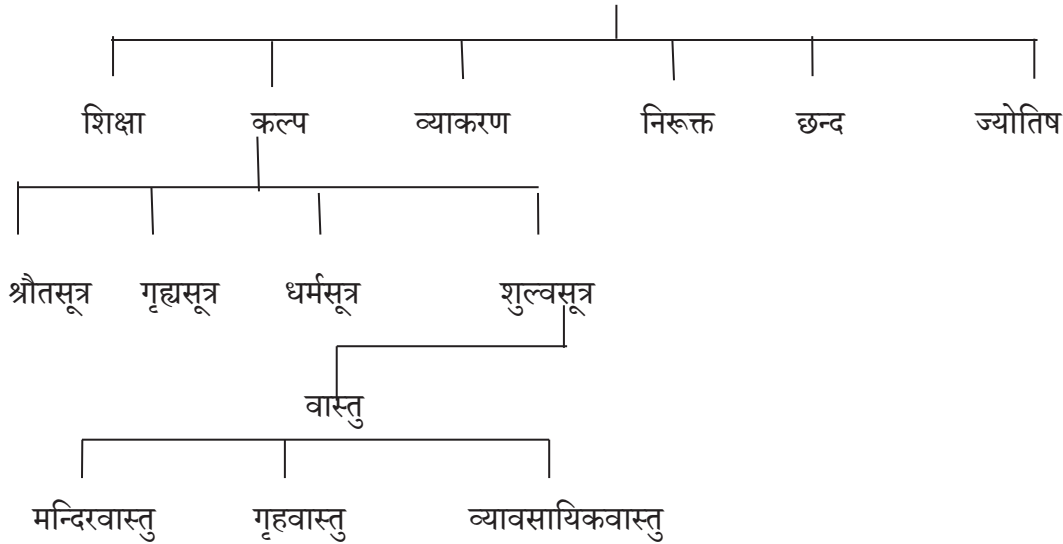 शिक्षा कल्प व्याकरण निरूक्त छन्द ज्योतिष
श्रौतसूत्र गृह्यसूत्र धर्मसूत्र शुल्वसूत्र
वास्तु
मन्दिरवास्तु गृहवास्तु व्यावसायिकवास्तु